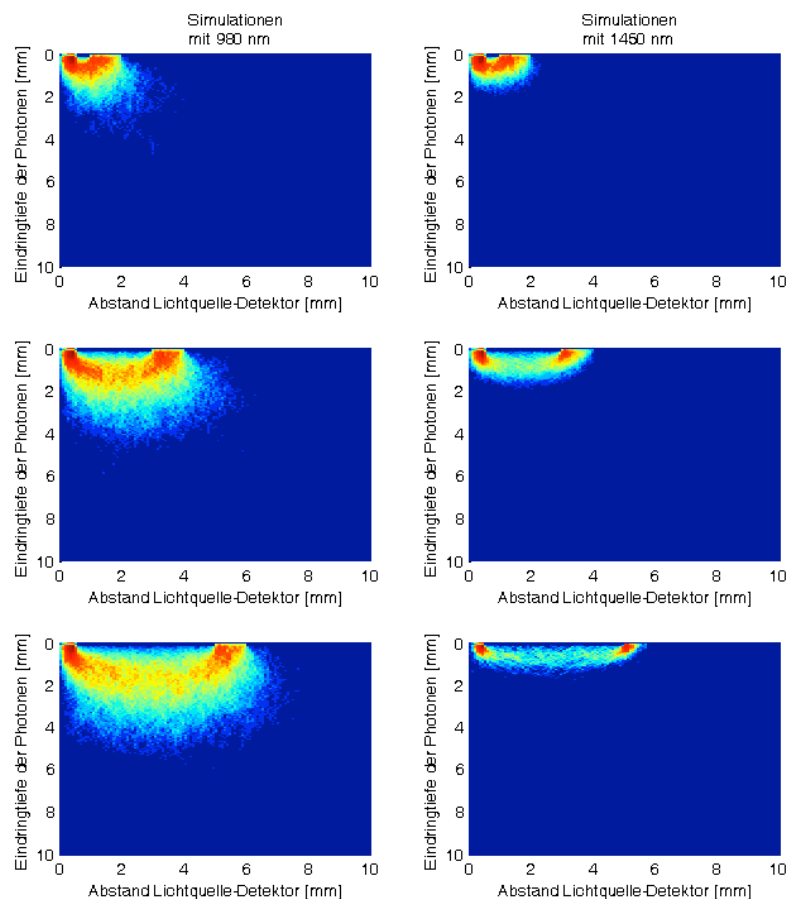 Simulationen
mit 980 nm
Simulationen
mit 1450 nm
Eindringtiefe der Photonen [mm]
0
2
4
6
8
10
0 2 4 6 8 10
Abstand Lichtquelle-Detektor [mm]
Eindringtiefe der Photonen [mm]
0
2
4
6
8
10
0 2 4 6 8 10
Abstand Lichtquelle-Detektor [mm]
Eindringtiefe der Photonen [mm]
0
2
4
6
8
10
0 2 4 6 8 10
Abstand Lichtquelle-Detektor [mm]
Eindringtiefe der Photonen [mm]
0
2
4
6
8
10
0 2 4 6 8 10
Abstand Lichtquelle-Detektor [mm]
Eindringtiefe der Photonen [mm]
0
2
4
6
8
10
0 2 4 6 8 10
Abstand Lichtquelle-Detektor [mm]
Eindringtiefe der Photonen [mm]
0
2
4
6
8
10
0 2 4 6 8 10
Abstand Lichtquelle-Detektor [mm]